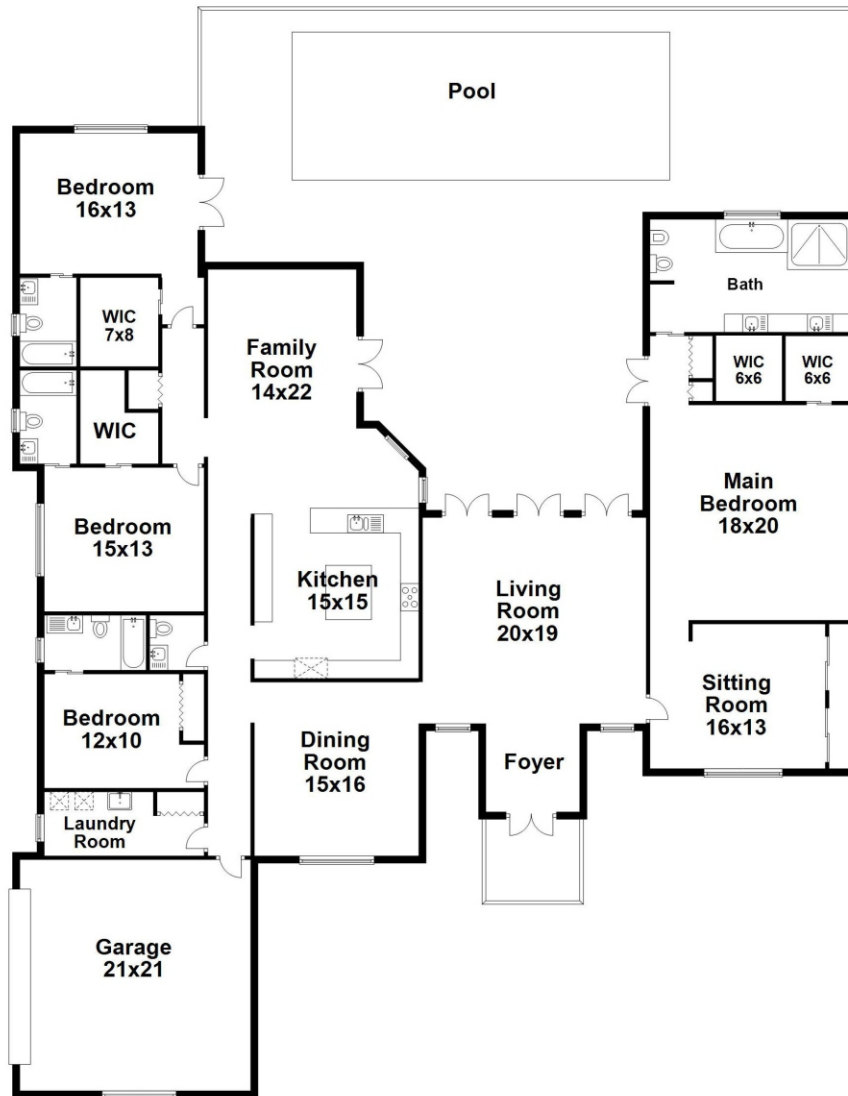 Pool
Bedroom
16x13
Bath
WIC
7x8
Family
Room
14x22
WIC
6x6
WIC
6x6
WIC
Main
Bedroom
18x20
Bedroom
15x13
Kitchen
15x15
Living
Room
20x19
Sitting
Room
16x13
Bedroom
12x10
Dining
Room
15x16
Foyer
Laundry
Room
Garage
21x21